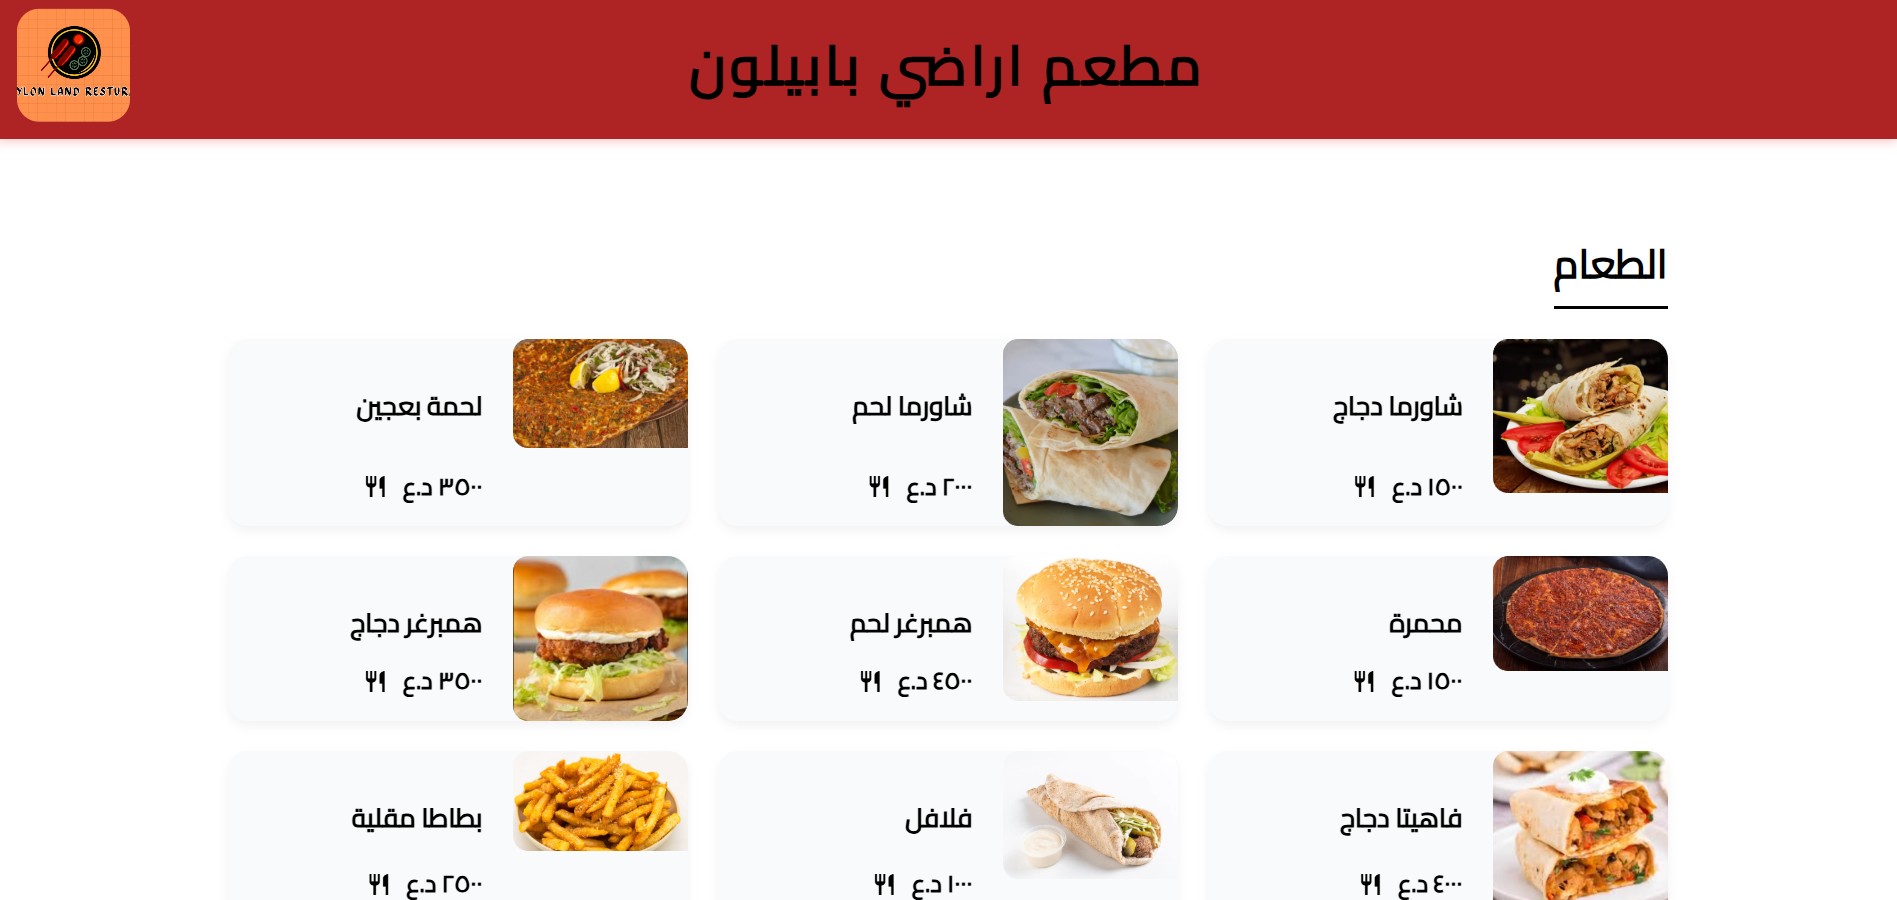 YLON LAND RESTUR
مطعم اراضي بابيلون
الطعام
شاورما دجاج
١٥٠٠ د.ع
شاورما لحم
٢٠٠٠ د.ع
لحمة بعجين
٣٥٠٠ د.ع
محمرة
١٥٠٠ د.ع
همبرغر لحم
٤٥٠٠ د.ع
همبرغر دجاج
٣٥٠٠ د.ع
فاهيتا دجاج
٤٠٠٠ د.ع
فلافل
١٠٠٠ د.ع
بطاطا مقلية
٢٥٠٠ د.ع